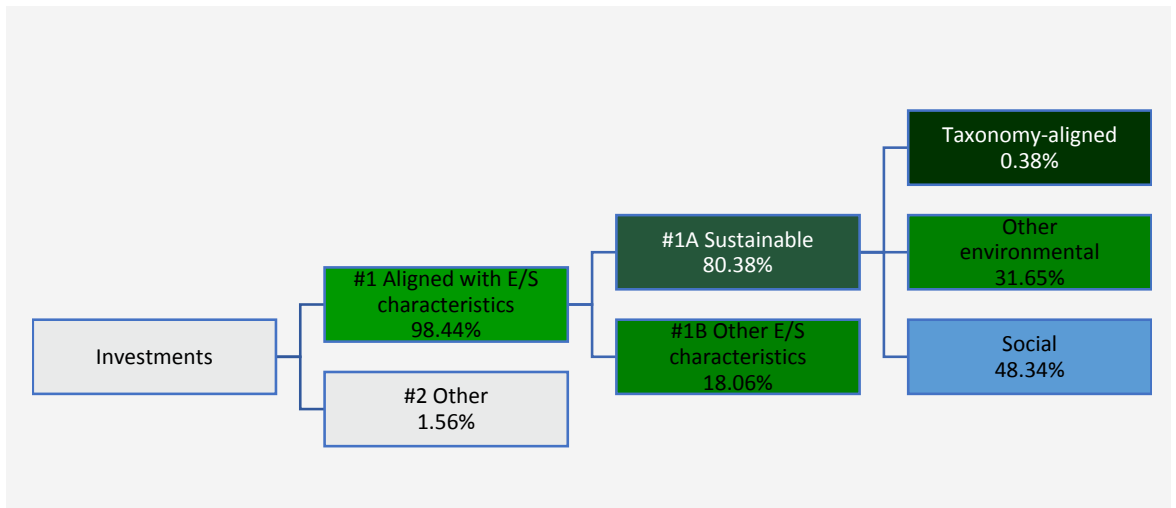 Investments
#1 Aligned with E/S
characteristics
98.44%
#2 Other
1.56%
#1A Sustainable
80.38%
#1B Other E/S
characteristics
18.06%
Taxonomy-aligned
0.38%
Other
environmental
31.65%
Social
48.34%